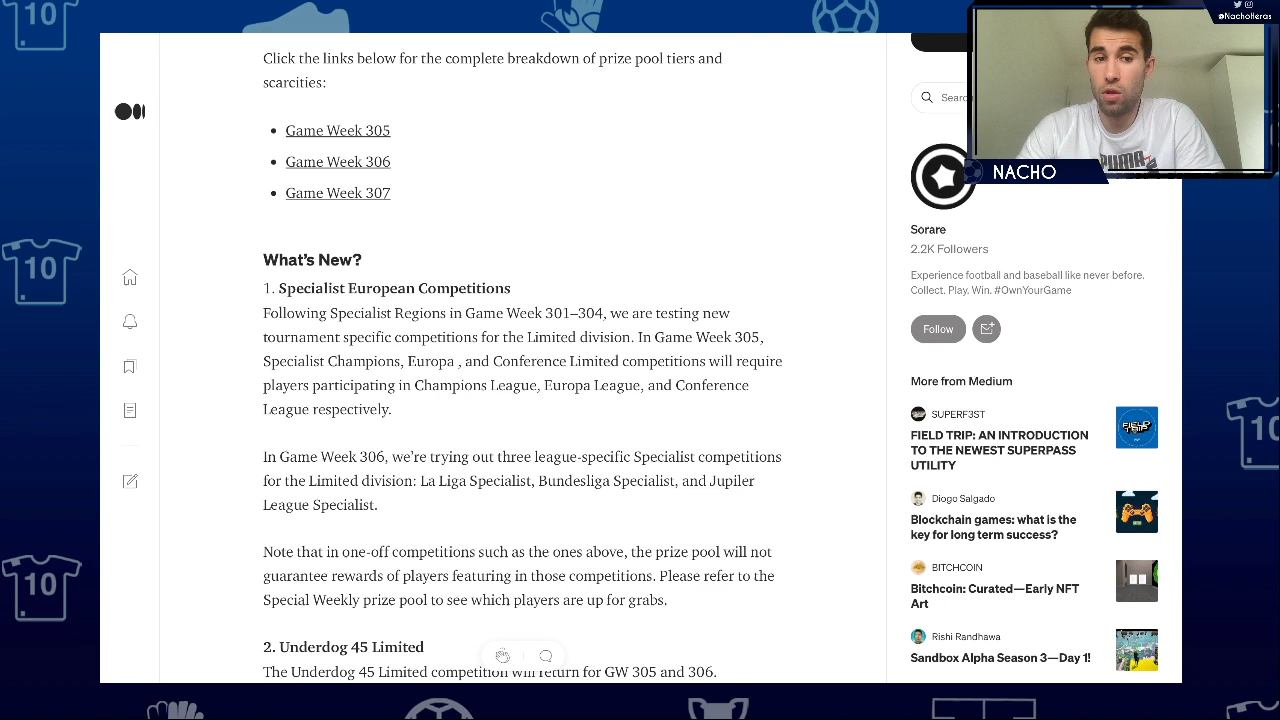 @Nacholleras
Click the links below for the complete breakdown of prize pool tiers and
scarcities:
Game Week 305
Game Week 306
Game Week 307
What's New?
1. Specialist European Competitions
Following Specialist Regions in Game Week 301–304, we are testing new
tournament specific competitions for the Limited division. In Game Week 305,
Specialist Champions, Europa , and Conference Limited competitions will require
players participating in Champions League, Europa League, and Conference
League respectively.
In Game Week 306, we're trying out three league-specific Specialist competitions
for the Limited division: La Liga Specialist, Bundesliga Specialist, and Jupiler
League Specialist.
Note that in one-off competitions such as the ones above, the prize pool will not
guarantee rewards of players featuring in those competitions. Please refer to the
Special Weekly prize pool to see which players are up for grabs.
2. Underdog 45 Limited
The Underdog 45 Limited competition will return for GW 305 and 306.
PUMA
NACHO
Sorare
2.2K Followers
Experience football and baseball like never before.
Collect. Play. Win. #OwnYourGame
Follow
More from Medium
SUPERF3ST
FIELD TRIP: AN INTRODUCTION
TO THE NEWEST SUPERPASS
UTILITY
FIELD TRIP
Diogo Salgado
Blockchain games: what is the
key for long term success?
BITCHCOIN
Bitchcoin: Curated—Early NFT
Art
Rishi Randhawa
Sandbox Alpha Season 3—Day 1!
10
10
10
10